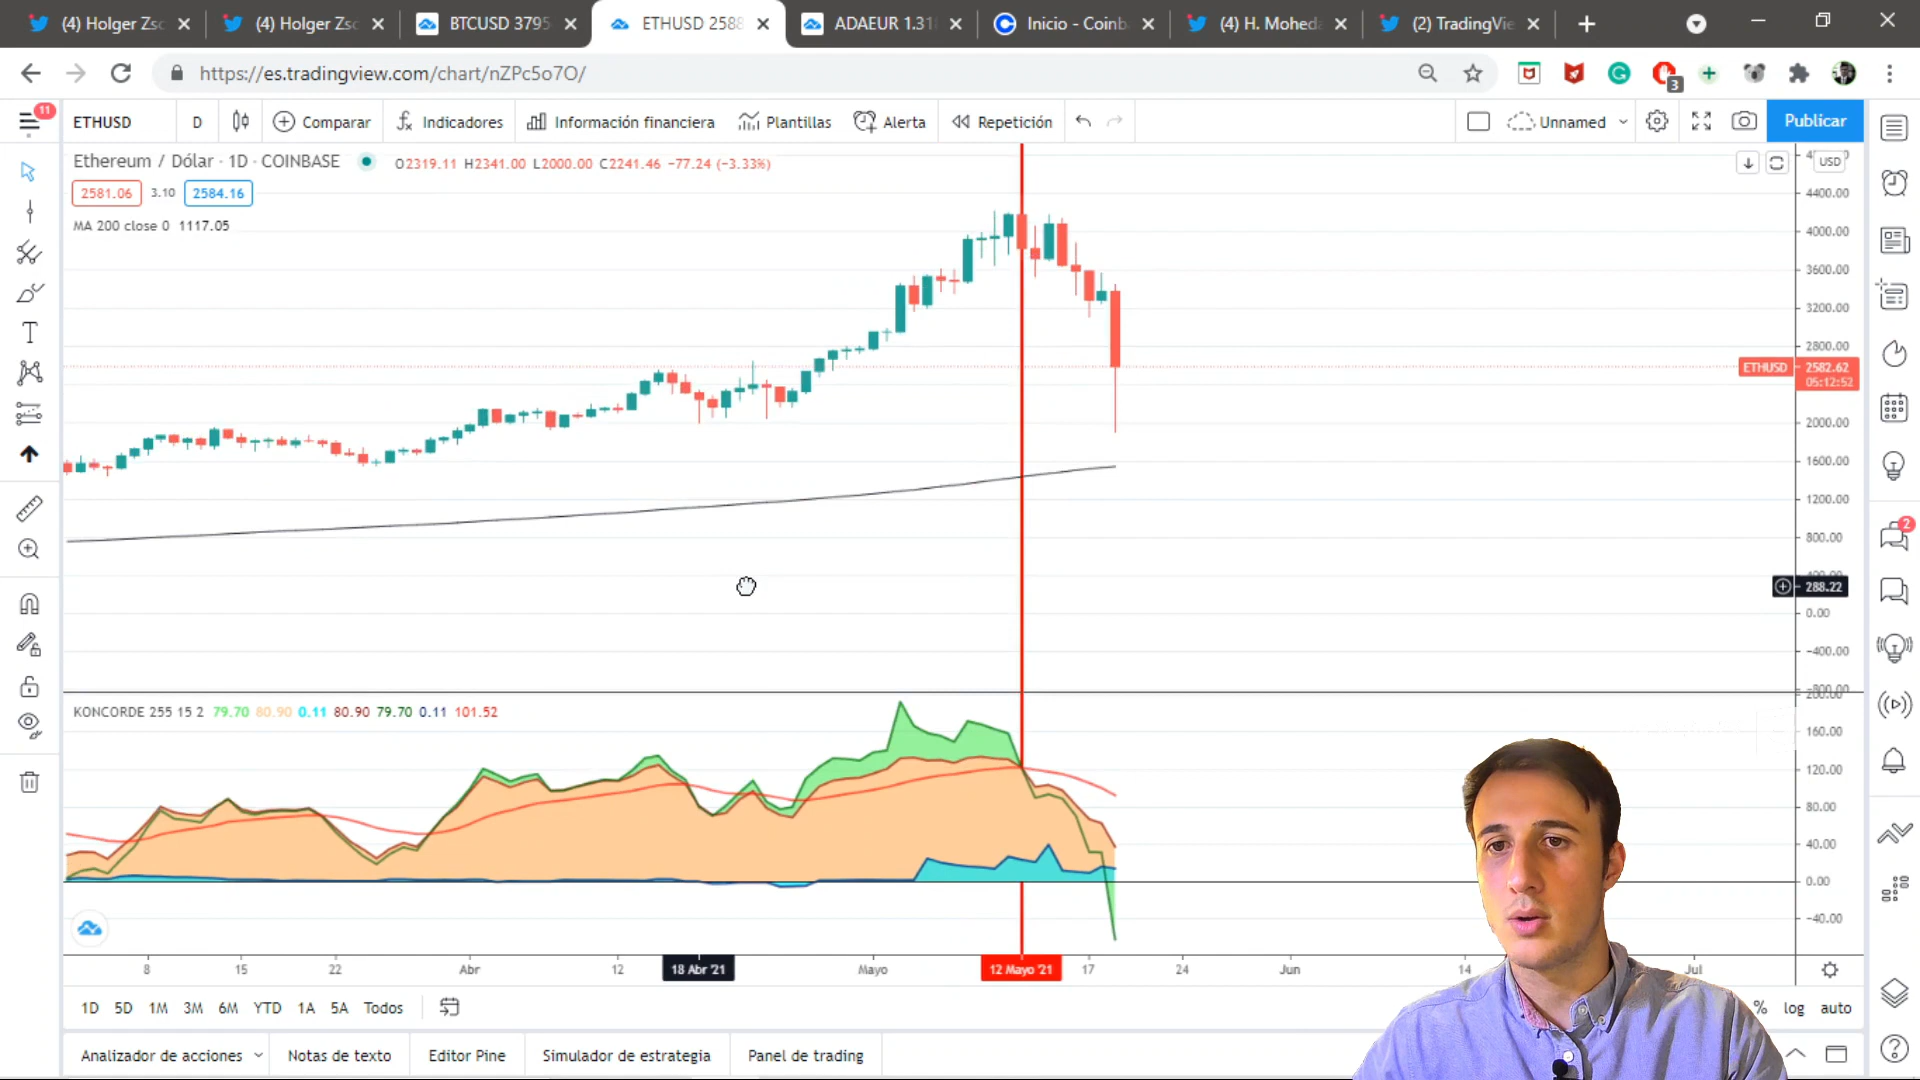 (4) Holger Zsc
(4) Holger Zsc
BTCUSD 3795
ETHUSD 2588
ADAEUR 1.31
Inicio - Coinb
(4) H. Moheda
(2) TradingVie
https://es.tradingview.com/chart/nZPc5o7O/
3
11
ETHUSD
D
Comparar
Indicadores
Información financiera
Plantillas
Alerta
Repetición
Unnamed
Publicar
Ethereum / Dólar · 1D · COINBASE
O2319.11 H2341.00 L2000.00 C2241.46 −77.24 (−3.33%)
USD
2581.06
3.10
2584.16
MA 200 close 0 1117.05
4400.00
4000.00
3600.00
3200.00
2800.00
ETHUSD
2582.62
05:12:52
2000.00
1600.00
1200.00
800.00
288.22
0.00
−400.00
−800.00
2
KONCORDE 255 15 2 79.70 80.90 0.11 80.90 79.70 0.11 101.52
160.00
120.00
80.00
40.00
0.00
−40.00
8
15
22
Abr
12
18 Abr '21
Mayo
12 Mayo '21
17
24
Jun
14
Jul
1D
5D
1M
3M
6M
YTD
1A
5A
Todos
%
log
auto
Analizador de acciones
Notas de texto
Editor Pine
Simulador de estrategia
Panel de trading